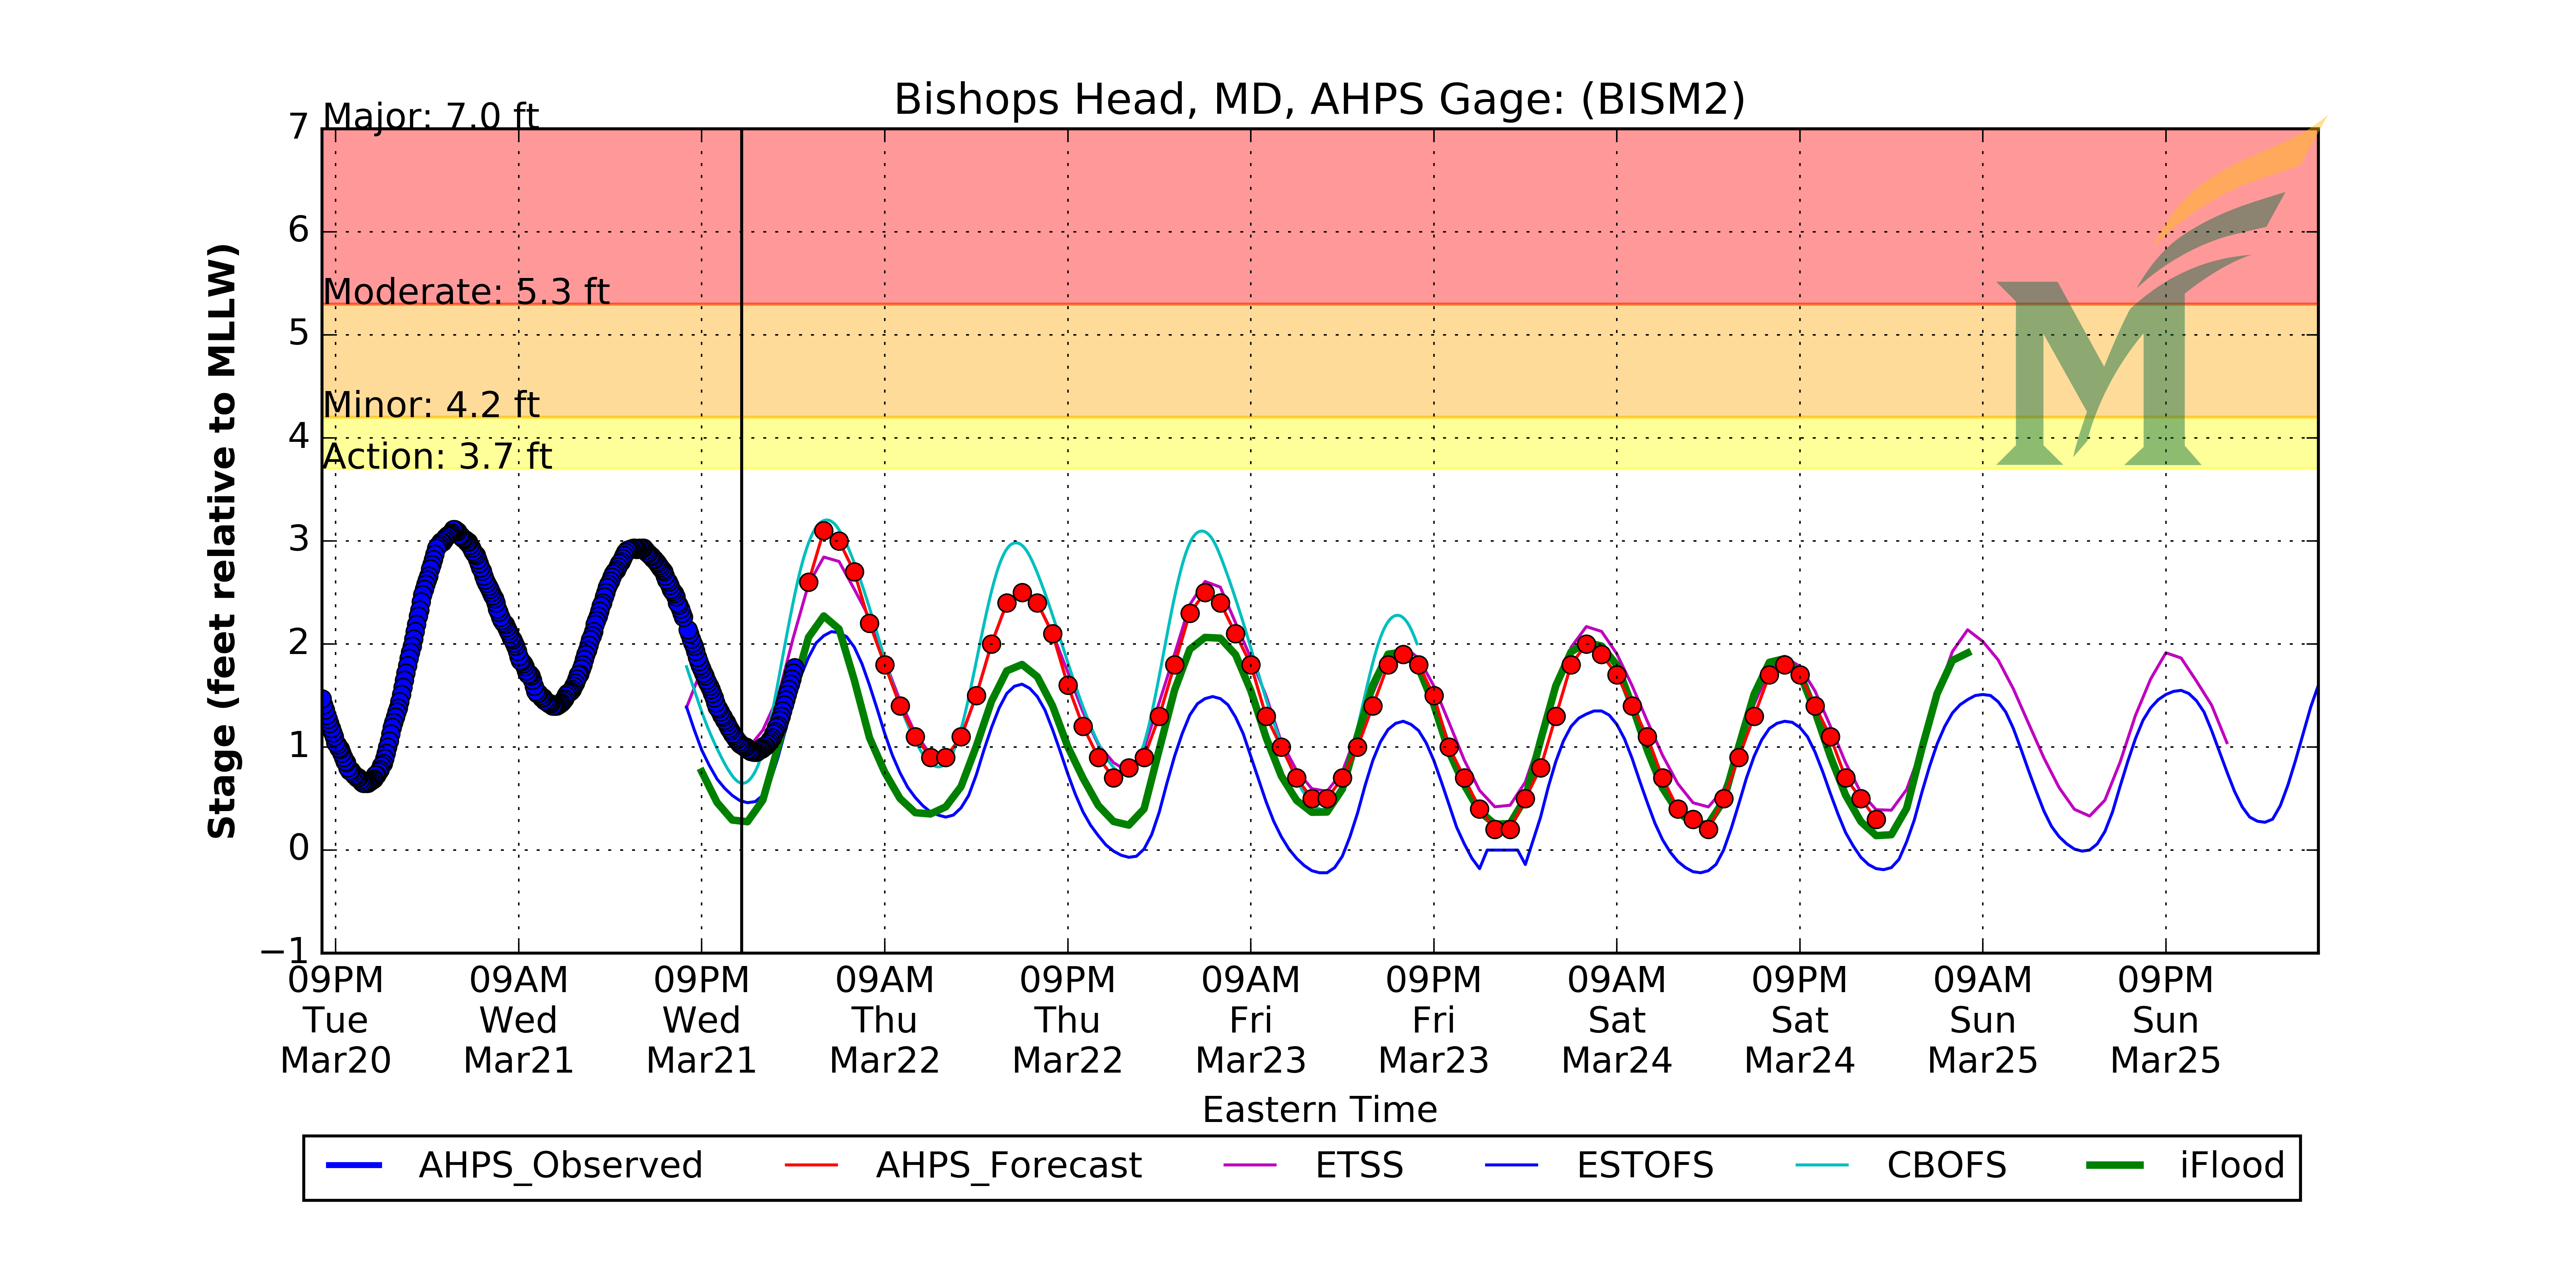 Bishops Head, MD, AHPS Gage: (BISM2)
Major: 7.0 ft
Moderate: 5.3 ft
Minor: 4.2 ft
Action: 3.7 ft
7
6
5
4
3
2
1
0
−1
Stage (feet relative to MLLW)
09PM 09AM 09PM 09AM 09PM 09AM 09PM 09AM 09PM 09AM 09PM
Tue Wed Wed Thu Thu Fri Fri Sat Sat Sun Sun
Mar20 Mar21 Mar21 Mar22 Mar22 Mar23 Mar23 Mar24 Mar24 Mar25 Mar25
Eastern Time
AHPS_Observed AHPS_Forecast ETSS ESTOFS CBOFS iFlood
M